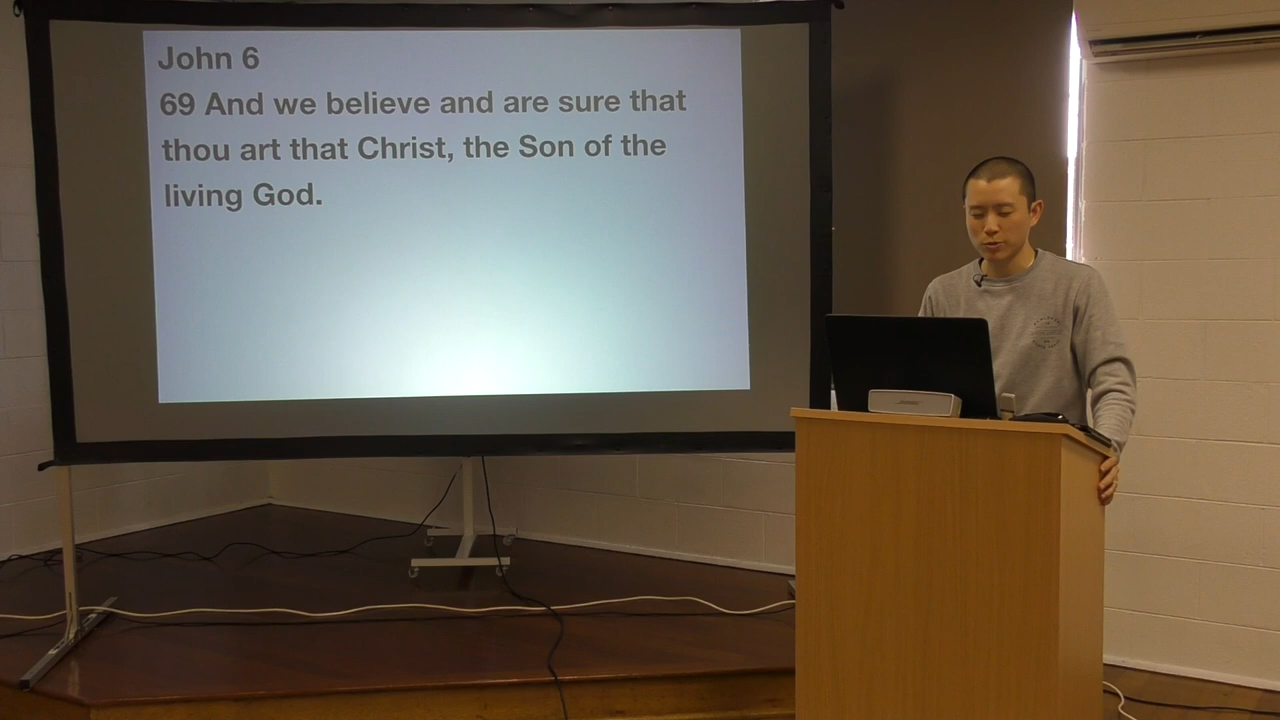 John 6
69 And we believe and are sure that
thou art that Christ, the Son of the
living God.